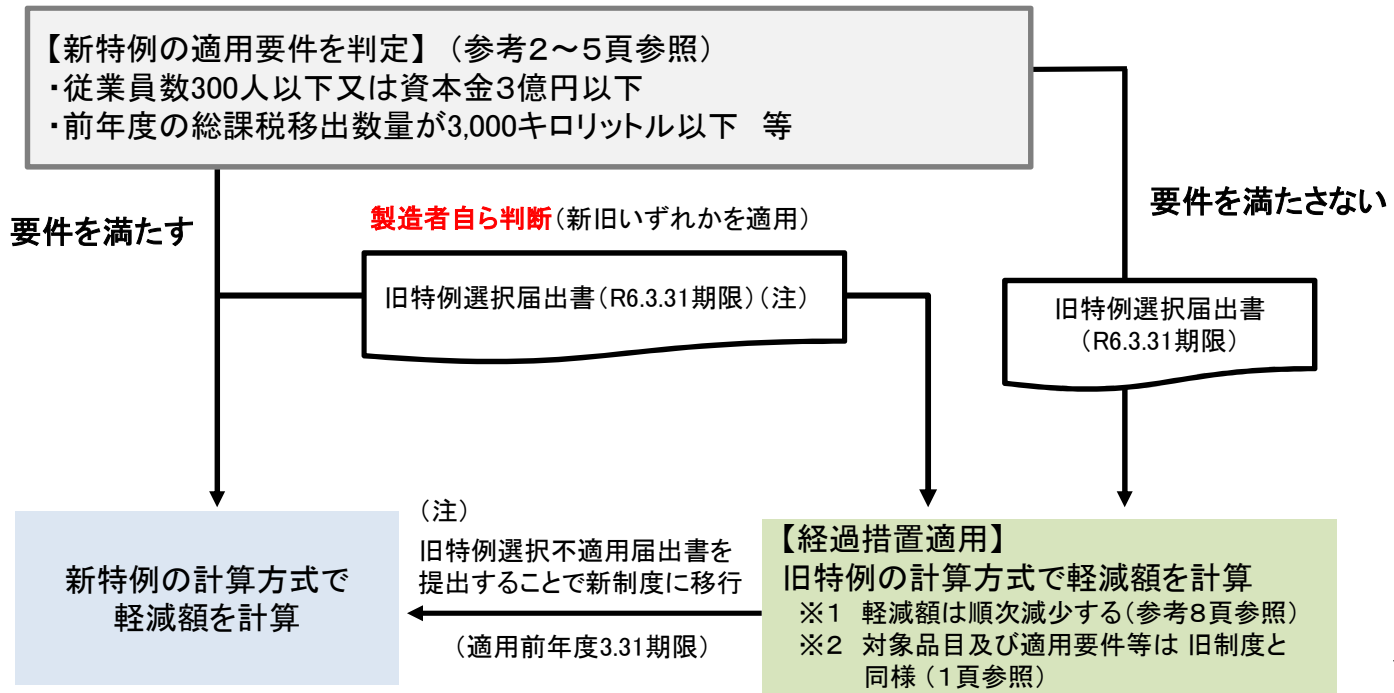 【新特例の適用要件を判定】（参考２～５頁参照）
・従業員数300人以下又は資本金３億円以下
・前年度の総課税移出数量が3,000キロリットル以下　等
要件を満たす
製造者自ら判断（新旧いずれかを適用）
要件を満たさない
旧特例選択届出書（R6.3.31期限）（注）
旧特例選択届出書
（R6.3.31期限）
新特例の計算方式で
軽減額を計算
（注）
旧特例選択不適用届出書を
提出することで新制度に移行
（適用前年度3.31期限）
【経過措置適用】
旧特例の計算方式で軽減額を計算
※１　軽減額は順次減少する（参考８頁参照）
※２　対象品目及び適用要件等は 旧制度と
同様（１頁参照）